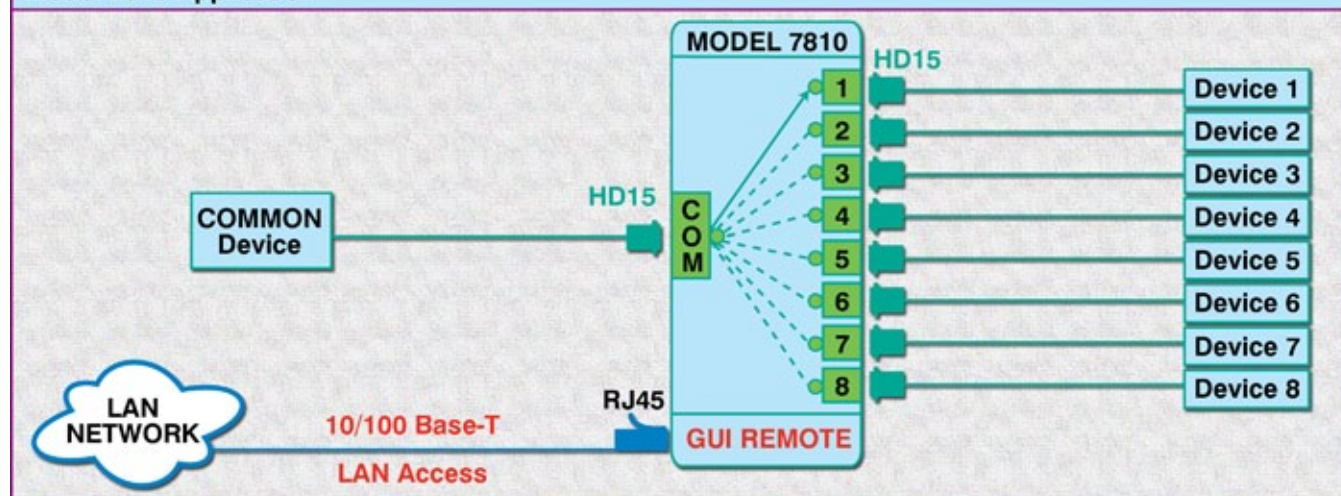 MODEL 7810
HD15
1
Device 1
2
Device 2
3
Device 3
HD15
COM
4
Device 4
COMMON
Device
5
Device 5
6
Device 6
7
Device 7
8
Device 8
LAN
NETWORK
10/100 Base-T
LAN Access
RJ45
GUI REMOTE